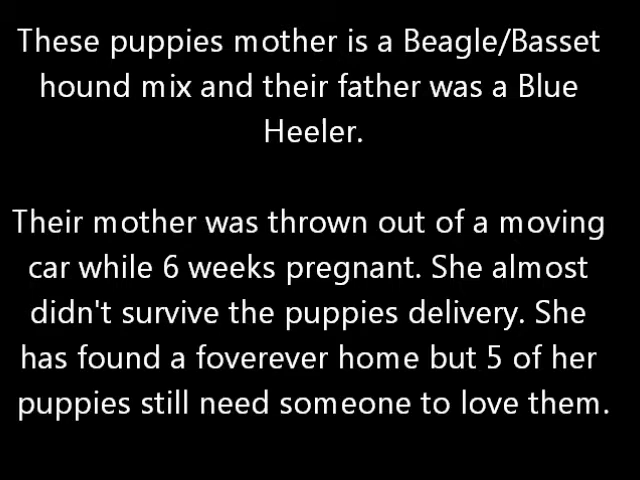 These puppies mother is a Beagle/Basset
hound mix and their father was a Blue
Heeler.
Their mother was thrown out of a moving
car while 6 weeks pregnant. She almost
didn't survive the puppies delivery. She
has found a foverever home but 5 of her
puppies still need someone to love them.